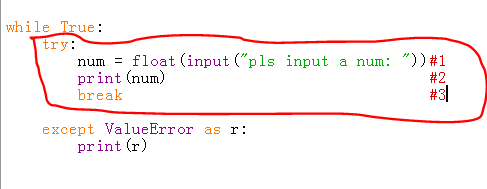 while True:
    try:
        num = float(input("pls input a num: "))#1
        print(num)                              #2
        break                                   #3

    except ValueError as r:
        print(r)